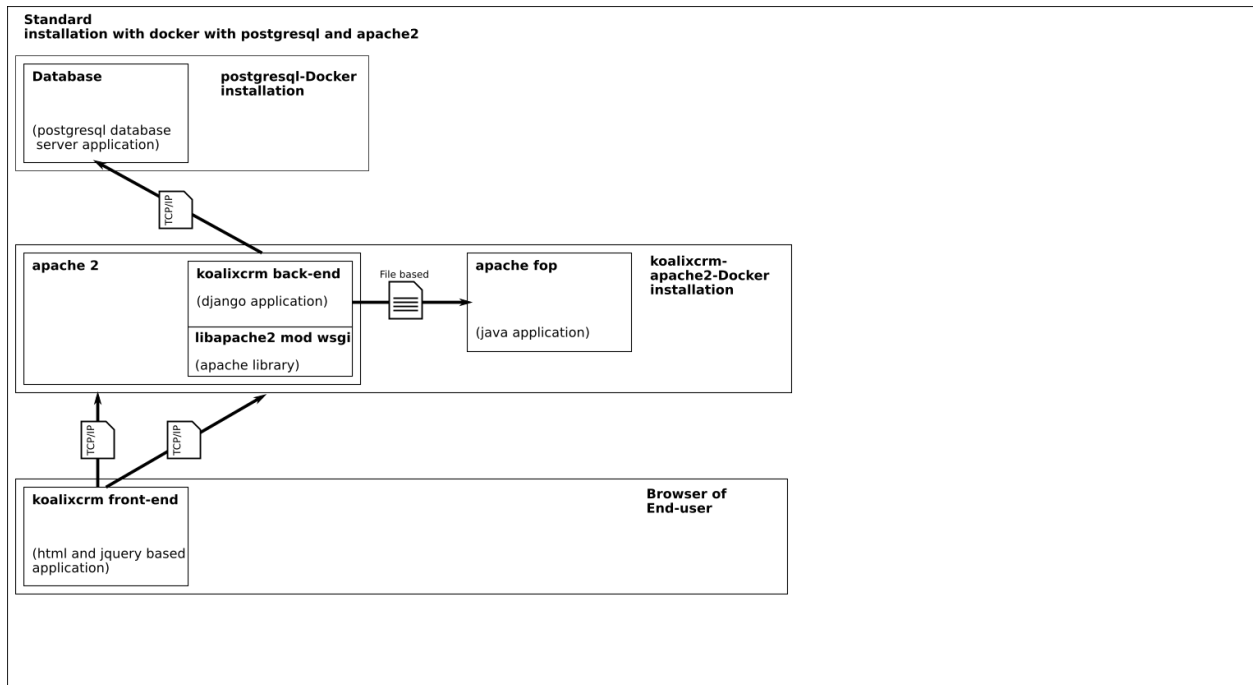 Standard
installation with docker with postgresql and apache2
Database
(postgresql database
server application)
postgresql-Docker
installation
TCP/IP
apache 2
koalixcrm back-end
(django application)
libapache2 mod wsgi
(apache library)
File based
apache fop
(java application)
koalixcrm-
apache2-Docker
installation
TCP/IP
TCP/IP
koalixcrm front-end
(html and jquery based
application)
Browser of
End-user